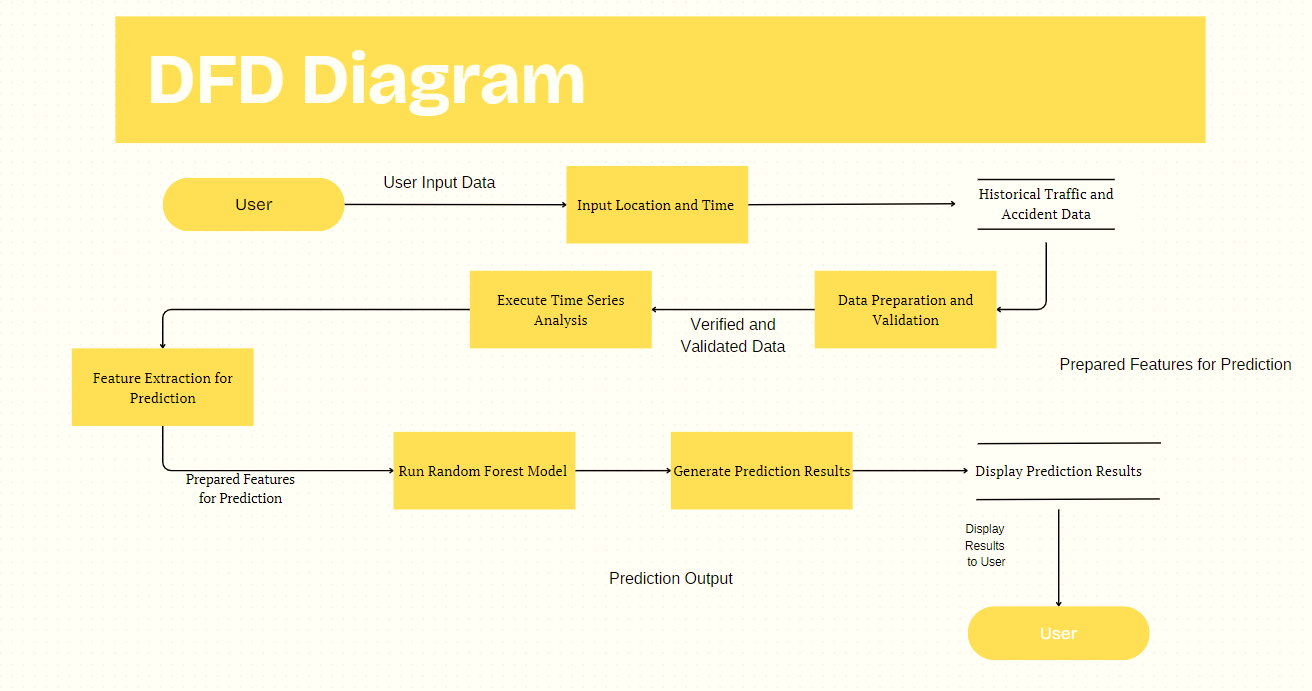 DFD Diagram
User
User Input Data
Input Location and Time
Historical Traffic and
Accident Data
Execute Time Series
Analysis
Verified and
Validated Data
Data Preparation and
Validation
Prepared Features for Prediction
Feature Extraction for
Prediction
Prepared Features
for Prediction
Run Random Forest Model
Generate Prediction Results
Display Prediction Results
Display
Results
to User
Prediction Output
User